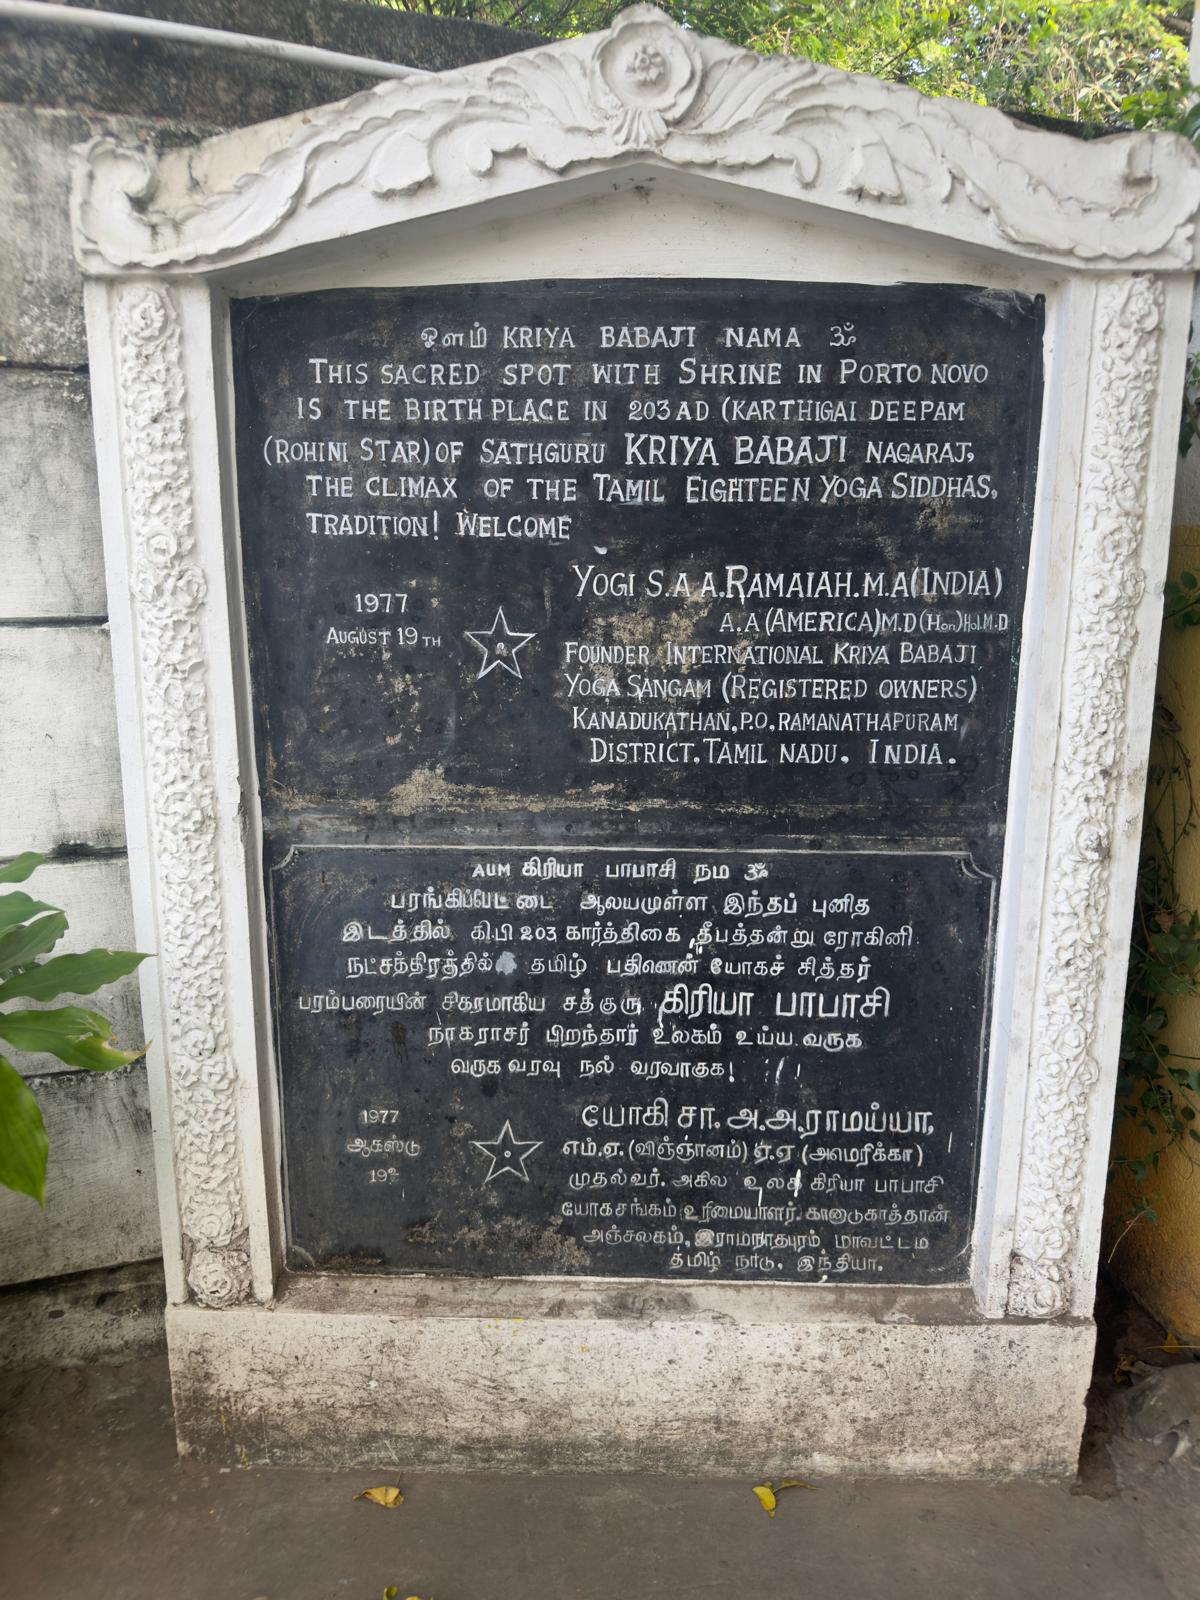 ஓளம் KRIYA BABAJI NAMA ॐ
THIS SACRED SPOT WITH SHRINE IN PORTO NOVO
IS THE BIRTH PLACE IN 203 AD (KARTHIGAI DEEPAM
(ROHINI STAR) OF SATHGURU KRIYA BABAJI NAGARAJ,
THE CLIMAX OF THE TAMIL EIGHTEEN YOGA SIDDHAS,
TRADITION! WELCOME
YOGI S.A A.RAMAIAH.M.A(INDIA)
1977
A.A (AMERICA)M.D(Hon)Hol.M.D
AUGUST 19TH
FOUNDER INTERNATIONAL KRIYA BABAJI
YOGA SANGAM (REGISTERED OWNERS)
KANADUKATHAN, P.O, RAMANATHAPURAM
DISTRICT. TAMIL NADU. INDIA.
AUM கிரியா பாபாசி நம ॐ
பரங்கிப்பேட்டை ஆலயமுள்ள இந்தப் புனித
இடத்தில் கி.பி 203 கார்த்திகை தீபத்தன்று ரோகினி
நட்சத்திரத்தில் தமிழ் பதினென் யோகச் சித்தர்
பரம்பரையின் சிகரமாகிய சத்குரு கிரியா பாபாசி
நாகராசர் பிறந்தார் உலகம் உய்ய வருக
வருக வரவு நல் வரவாகுக!
1977
யோகி சா. அ.அ.ராமய்யா,
ஆகஸ்டு
எம்.ஏ.(விஞ்ஞானம்) ஏ.ஏ (அமெரிக்கா)
முதல்வர். அகில உலக கிரியா பாபாசி
யோகசங்கம் உரிமையாளர். கானாடுகாத்தான்
அஞ்சலகம், இராமநாதபுரம் மாவட்டம்
தமிழ் நாடு, இந்தியா.